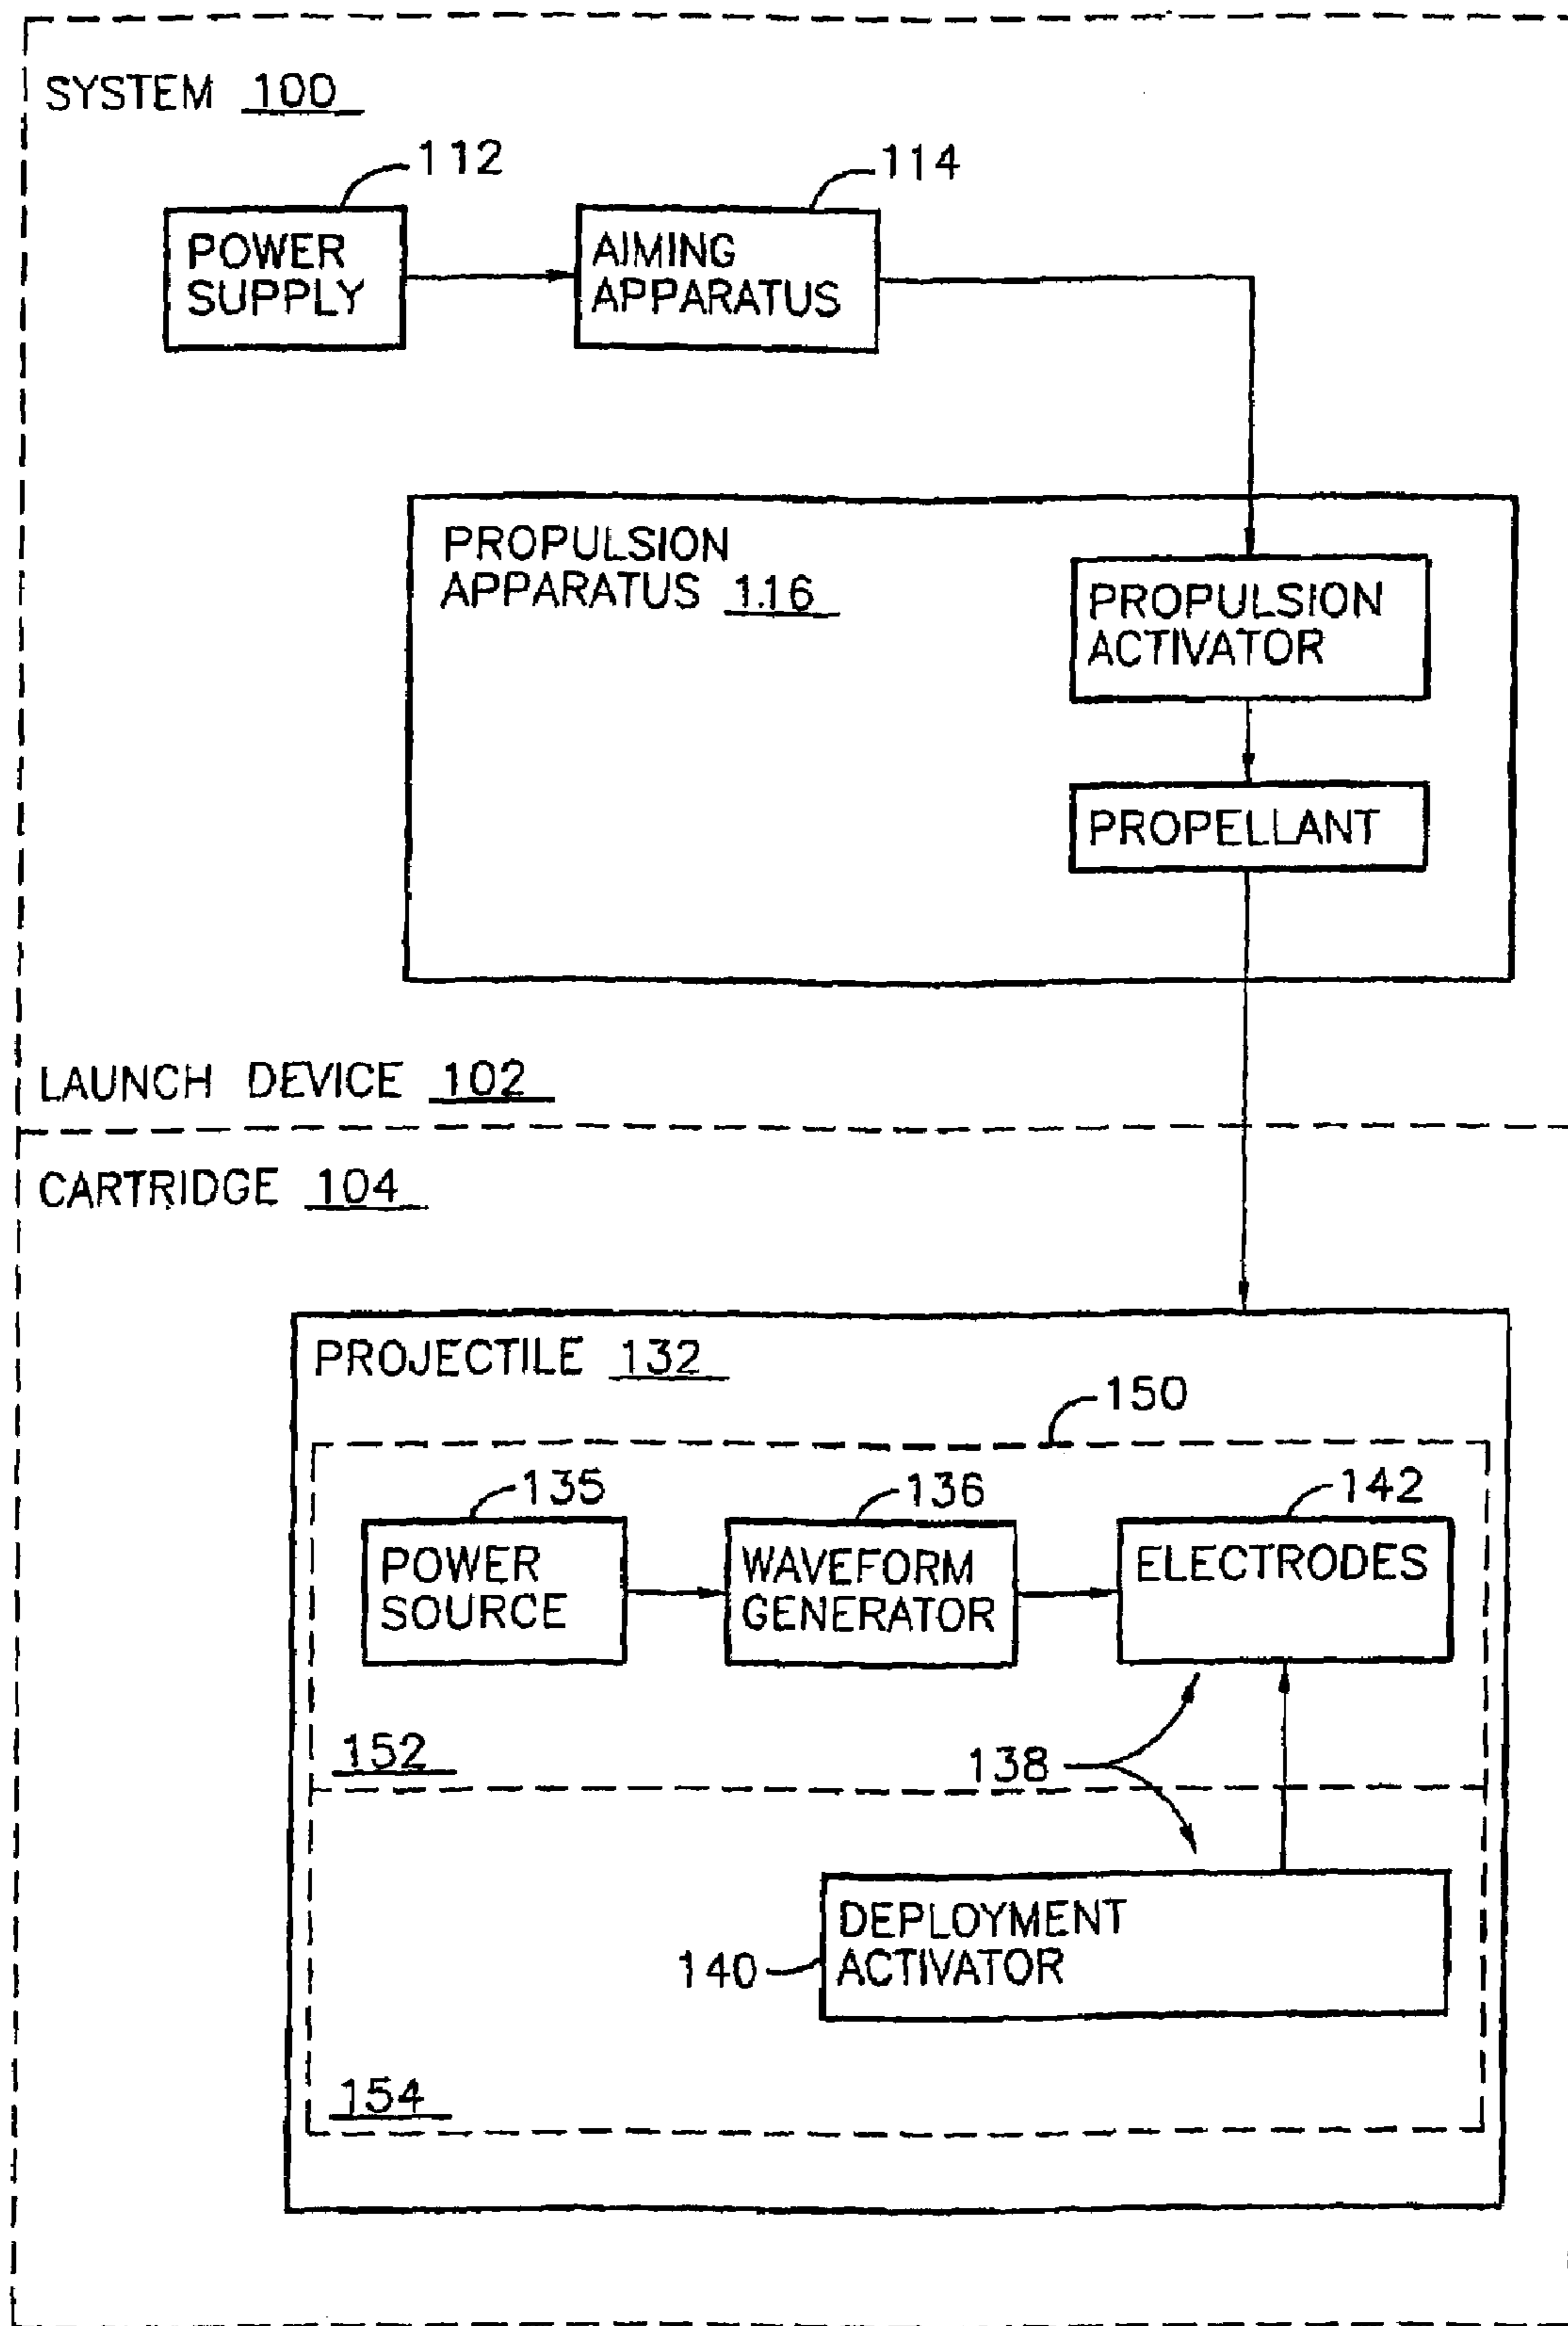 SYSTEM 100
112
114
POWER
SUPPLY
AIMING
APPARATUS
PROPULSION
APPARATUS 116
PROPULSION
ACTIVATOR
PROPELLANT
LAUNCH DEVICE 102
CARTRIDGE 104
PROJECTILE 132
150
135
136
142
POWER
SOURCE
WAVEFORM
GENERATOR
ELECTRODES
152
138
DEPLOYMENT
ACTIVATOR
140
154